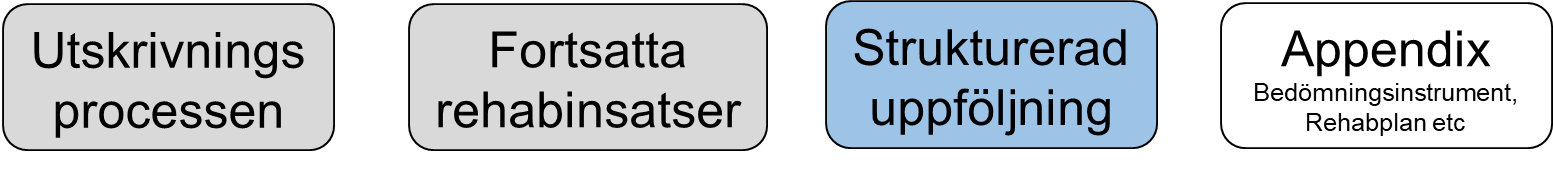 Utskrivnings
processen
Fortsatta
rehabinsatser
Strukturerad
uppföljning
Appendix
Bedömningsinstrument,
Rehabplan etc